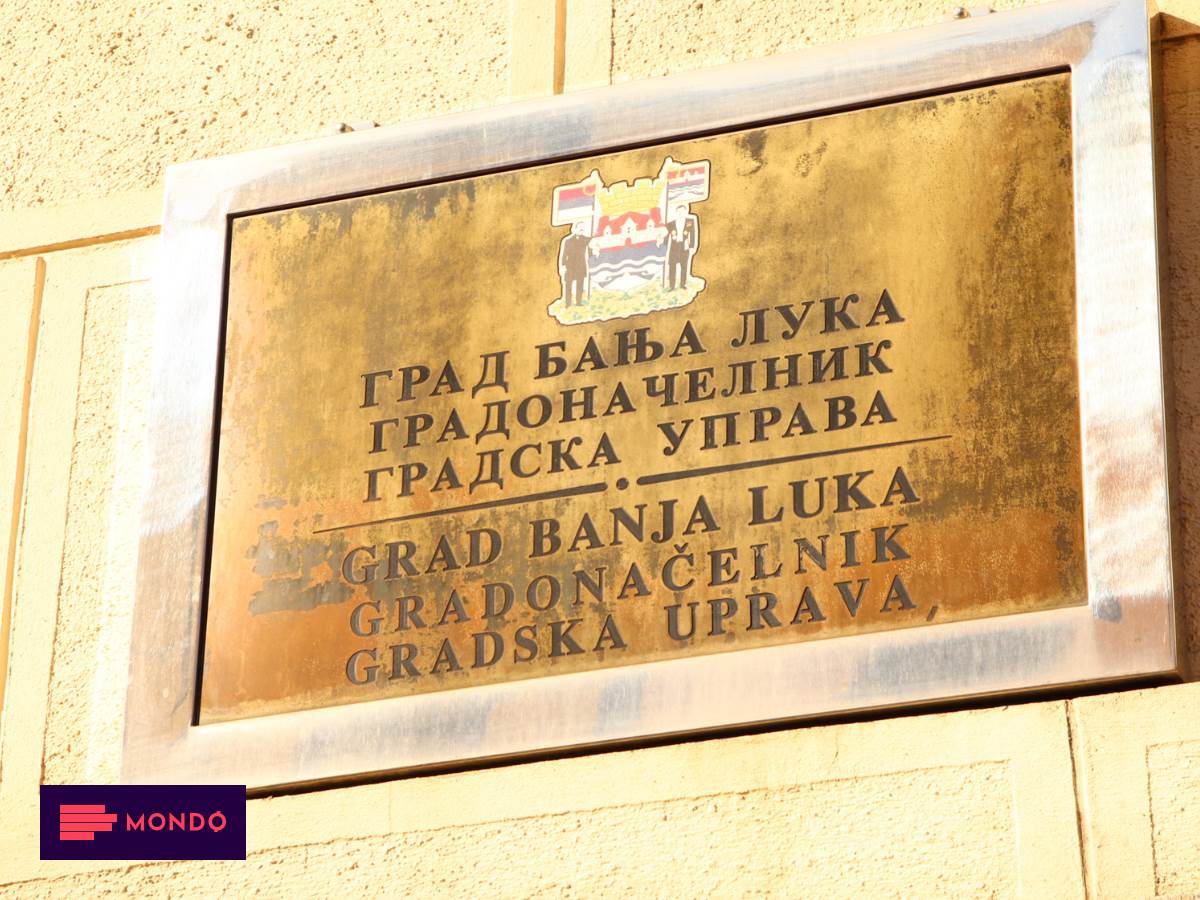 ГРАД БАЊА ЛУКА
ГРАДОНАЧЕЛНИК
ГРАДСКА УПРАВА
GRAD BANJA LUKA
GRADONAČELNIK
GRADSKA UPRAVA
MONDO